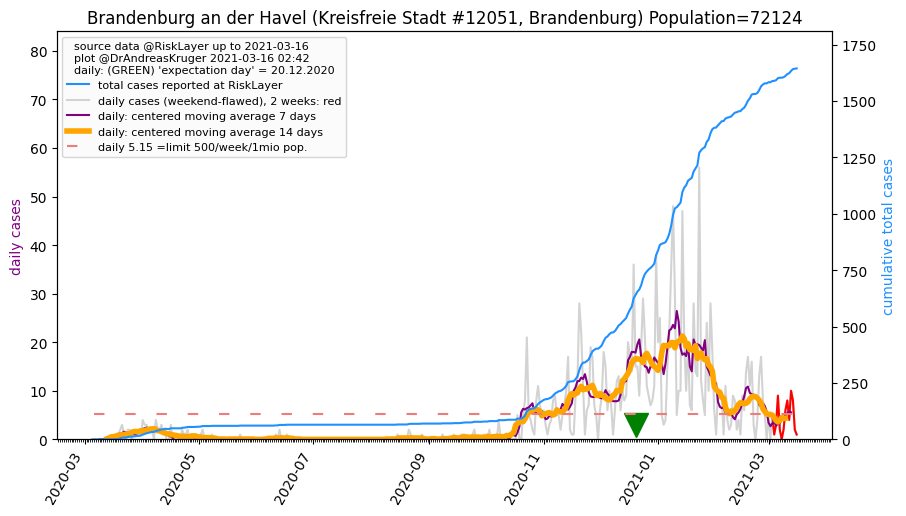 Brandenburg an der Havel (Kreisfreie Stadt #12051, Brandenburg) Population=72124
source data @RiskLayer up to 2021-03-16
plot @DrAndreasKruger 2021-03-16 02:42
daily: (GREEN) 'expectation day' = 20.12.2020
total cases reported at RiskLayer
daily cases (weekend-flawed), 2 weeks: red
daily: centered moving average 7 days
daily: centered moving average 14 days
daily 5.15 =limit 500/week/1mio pop.
daily cases
80
70
60
50
40
30
20
10
0
cumulative total cases
1750
1500
1250
1000
750
500
250
0
2020-03
2020-05
2020-07
2020-09
2020-11
2021-01
2021-03